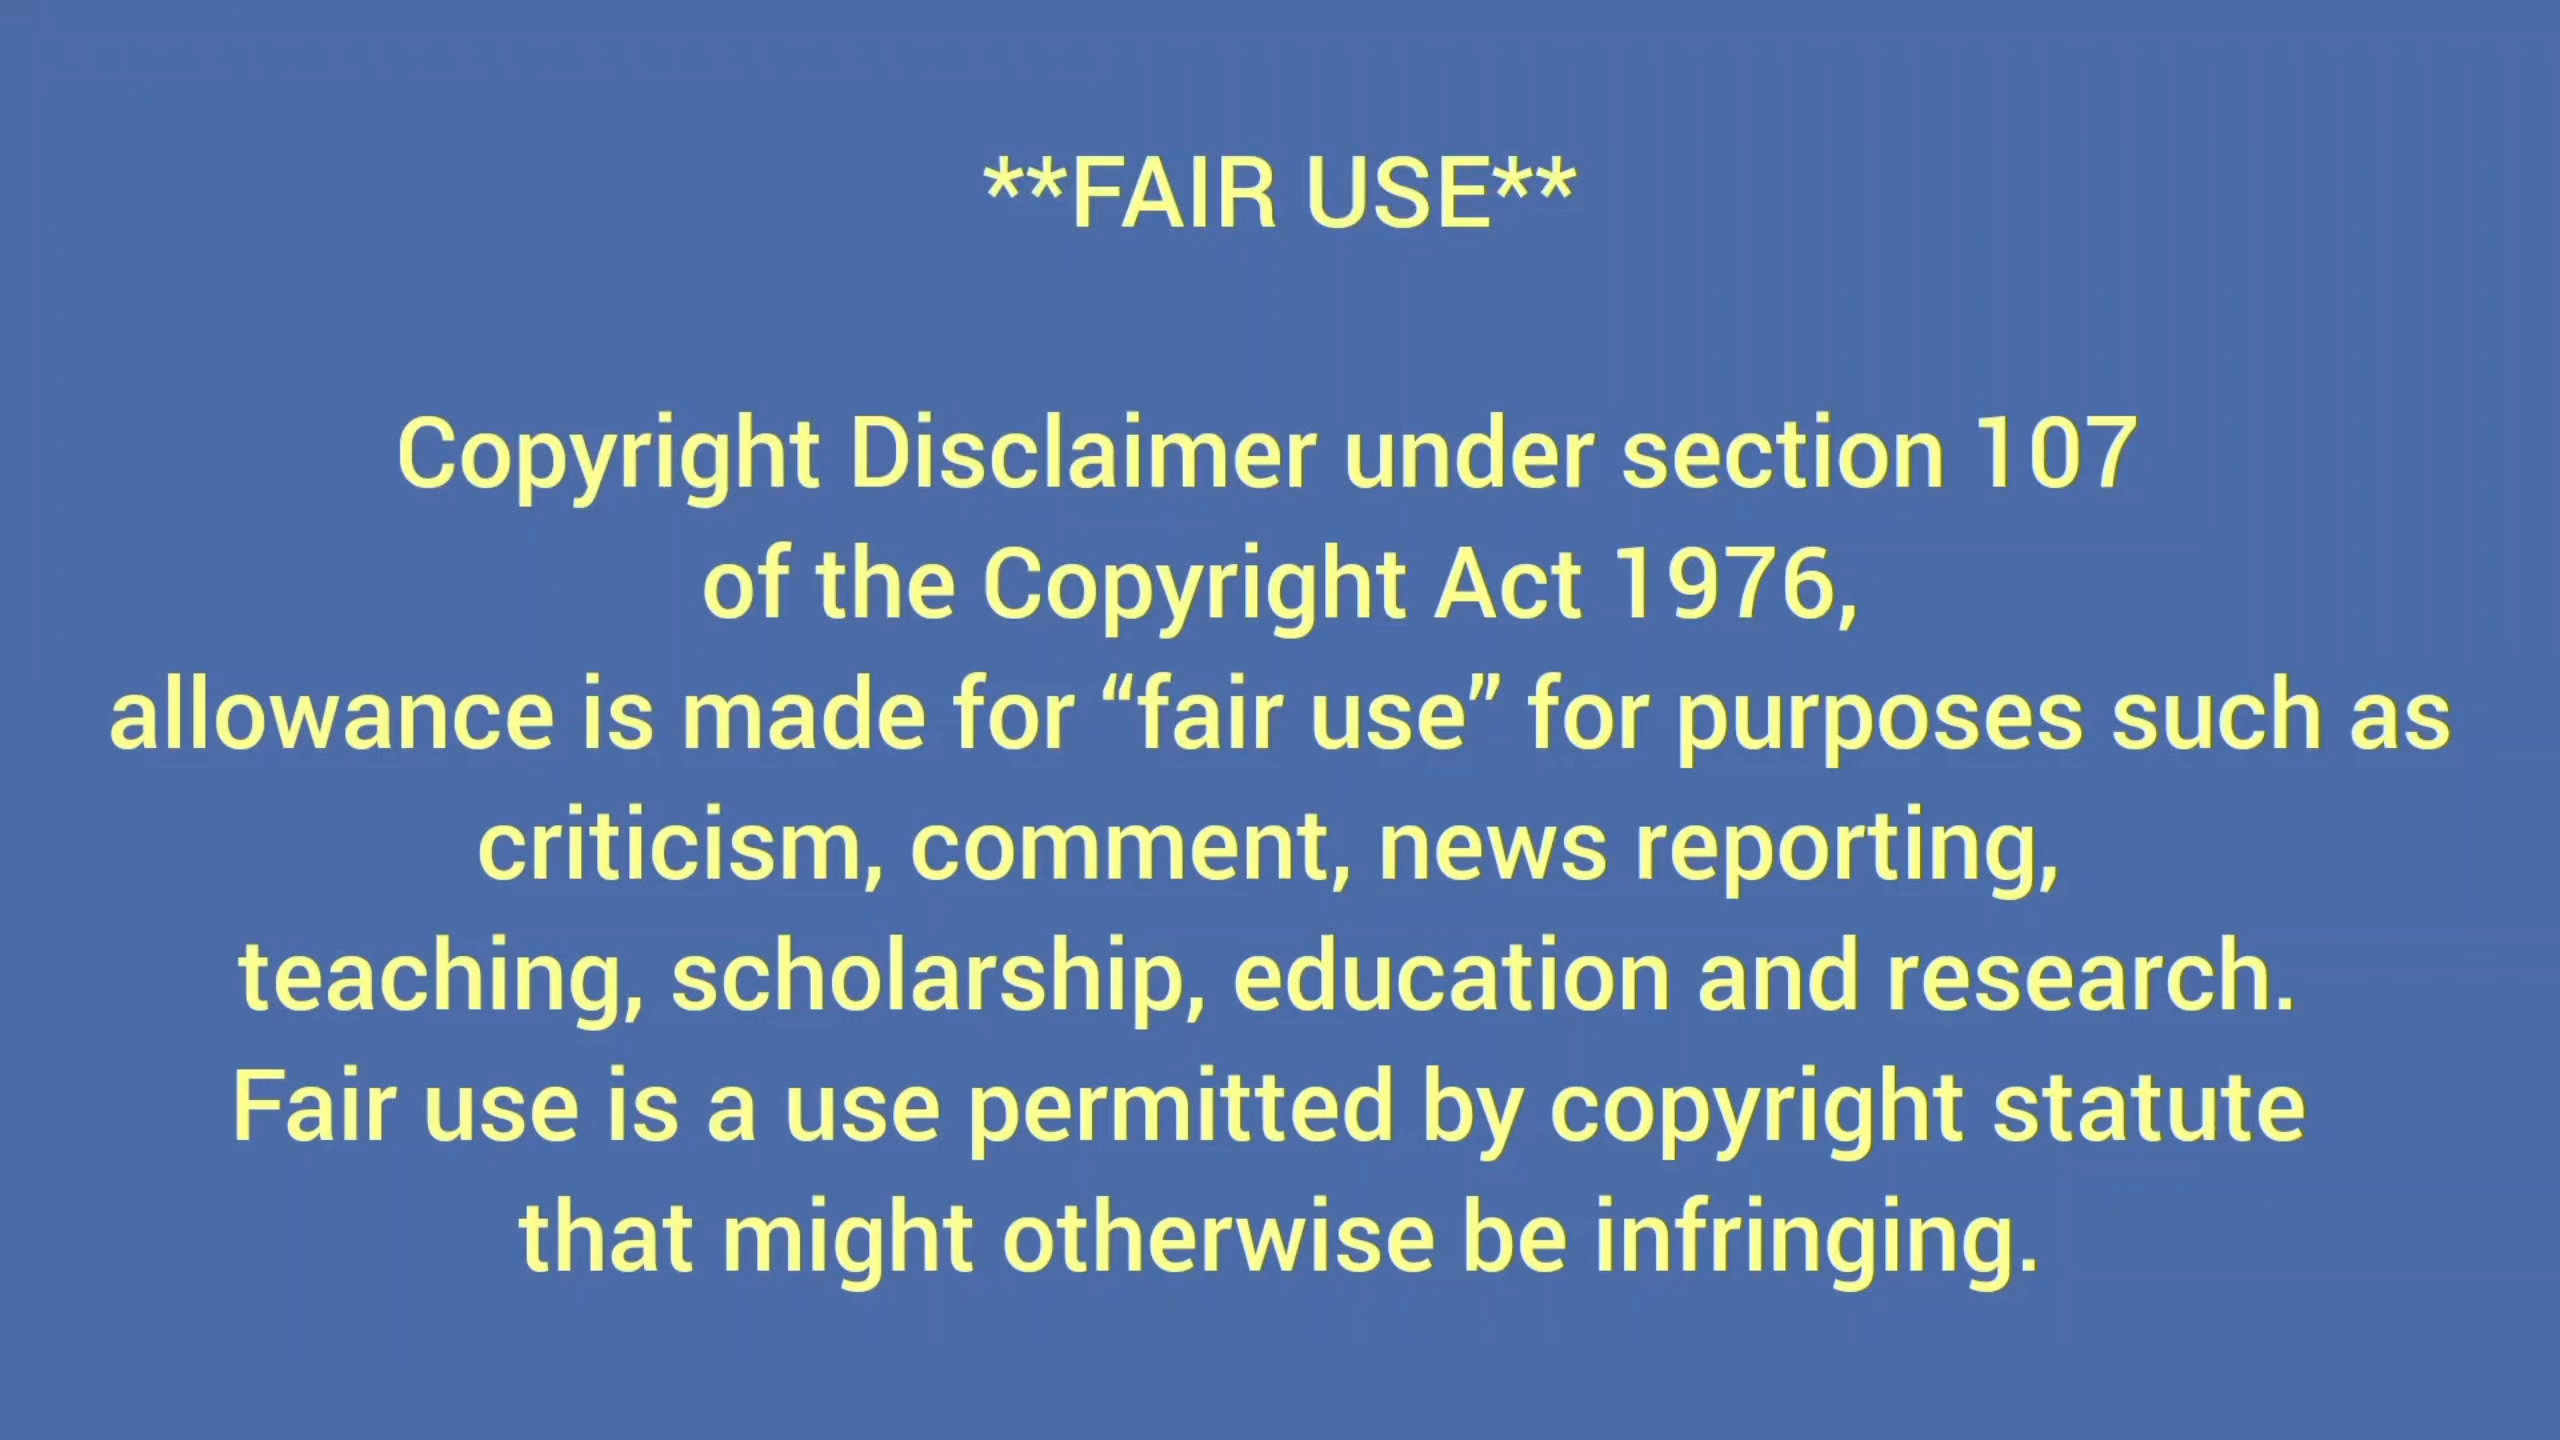 **FAIR USE**
Copyright Disclaimer under section 107
of the Copyright Act 1976,
allowance is made for “fair use” for purposes such as
criticism, comment, news reporting,
teaching, scholarship, education and research.
Fair use is a use permitted by copyright statute
that might otherwise be infringing.